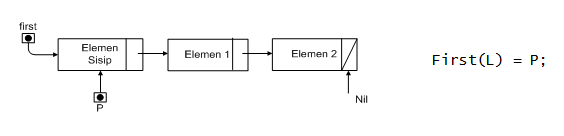 first
Elemen
Sisip
Elemen 1
Elemen 2
First(L) = P;
P
Nil